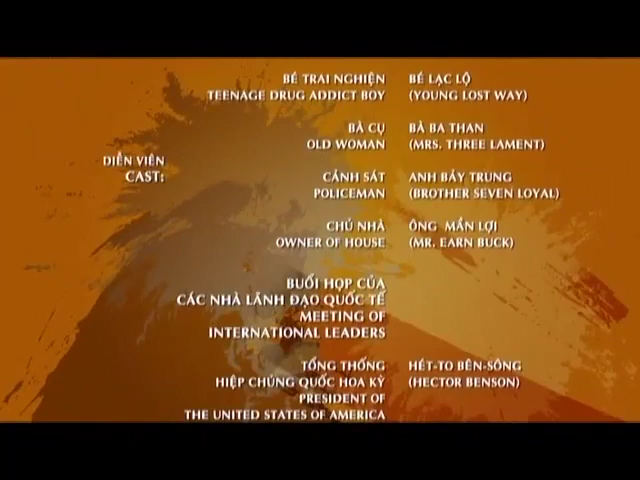 BÉ TRAI NGHIỆN BÉ LẠC LỘ
TEENAGE DRUG ADDICT BOY (YOUNG LOST WAY)
BÀ CỤ BÀ BA THAN
OLD WOMAN (MRS. THREE LAMENT)
DIỄN VIÊN
CAST:
CẢNH SÁT ANH BẢY TRUNG
POLICEMAN (BROTHER SEVEN LOYAL)
CHỦ NHÀ ÔNG MẦN LỢI
OWNER OF HOUSE (MR. EARN BUCK)
BUỔI HỌP CỦA
CÁC NHÀ LÃNH ĐẠO QUỐC TẾ
MEETING OF
INTERNATIONAL LEADERS
TỔNG THỐNG HÉT-TO BÊN-SÔNG
HIỆP CHỦNG QUỐC HOA KỲ (HECTOR BENSON)
PRESIDENT OF
THE UNITED STATES OF AMERICA